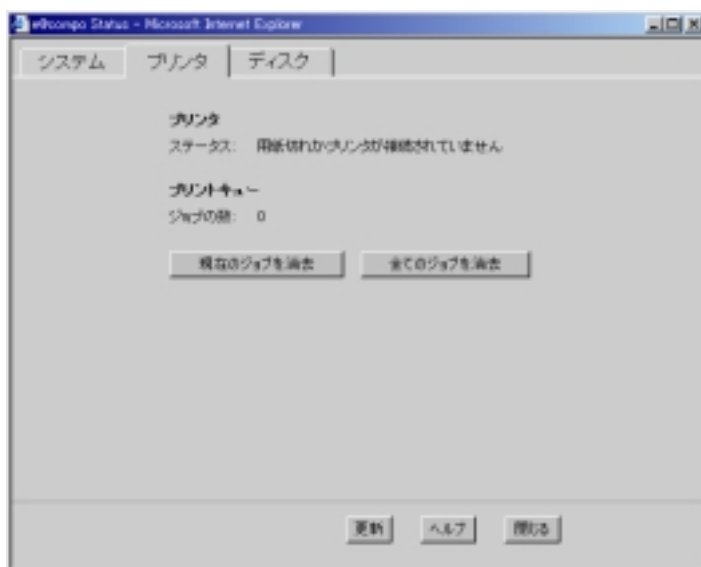 e@compo Status - Microsoft Internet Explorer
システム プリンタ ディスク
プリンタ
ステータス: 用紙切れかプリンタが接続されていません
プリントキュー
ジョブの数: 0
現在のジョブを消去 全てのジョブを消去
更新 ヘルプ 閉じる